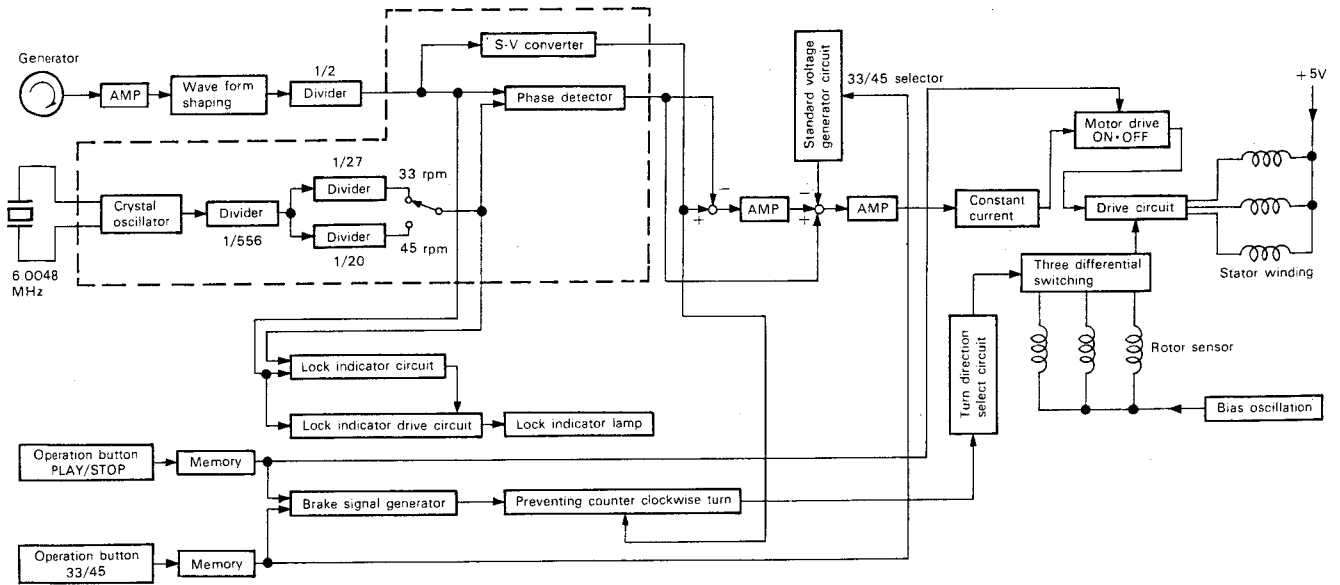 Generator
AMP
Wave form
shaping
1/2
Divider
S-V converter
Phase detector
Standard voltage
generator circuit
33/45 selector
+5V
Motor drive
ON•OFF
6.0048
MHz
Crystal
oscillator
Divider
1/556
1/27
Divider
33 rpm
Divider
1/20
45 rpm
−
+
AMP
−
+
AMP
Constant
current
Drive circuit
Stator winding
Three differential
switching
Rotor sensor
Bias oscillation
Turn direction
select circuit
Lock indicator circuit
Lock indicator drive circuit
Lock indicator lamp
Operation button
PLAY/STOP
Memory
Brake signal generator
Preventing counter clockwise turn
Operation button
33/45
Memory